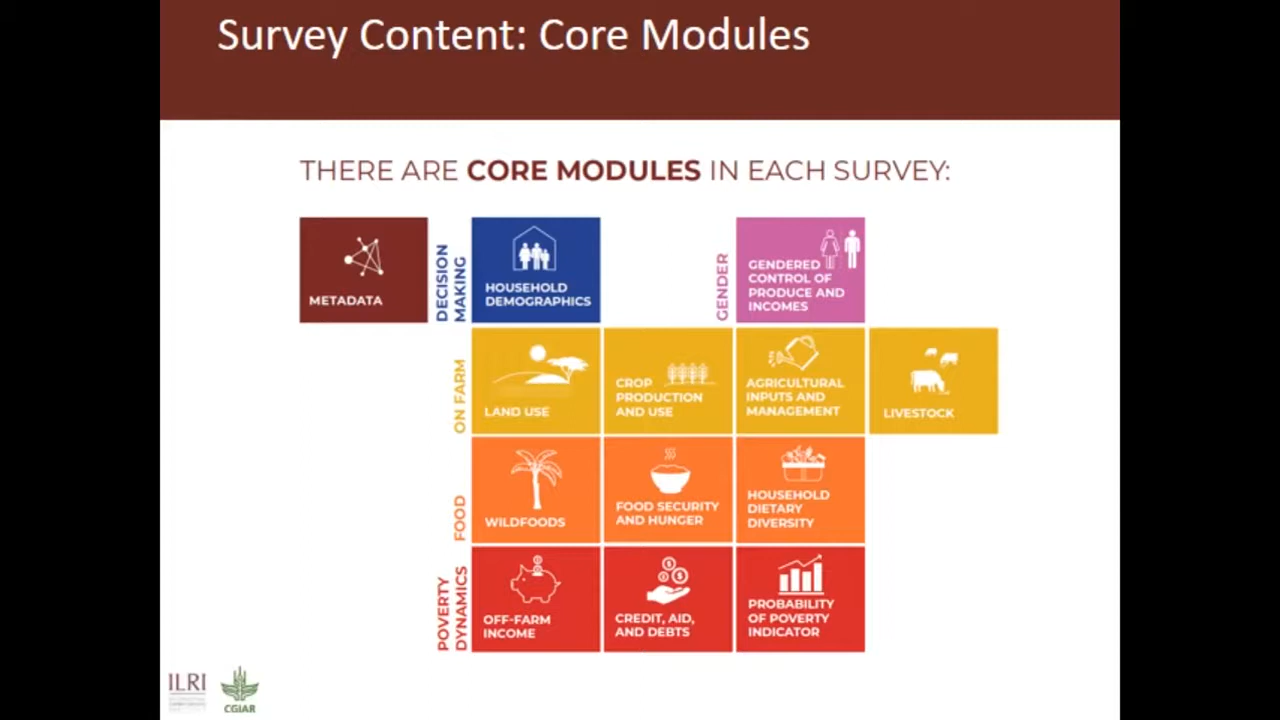 Survey Content: Core Modules
THERE ARE CORE MODULES IN EACH SURVEY:
METADATA
DECISION
MAKING
HOUSEHOLD
DEMOGRAPHICS
GENDER
GENDERED
CONTROL OF
PRODUCE AND
INCOMES
ON FARM
LAND USE
CROP
PRODUCTION
AND USE
AGRICULTURAL
INPUTS AND
MANAGEMENT
LIVESTOCK
FOOD
WILDFOODS
FOOD SECURITY
AND HUNGER
HOUSEHOLD
DIETARY
DIVERSITY
POVERTY
DYNAMICS
OFF-FARM
INCOME
CREDIT, AID,
AND DEBTS
PROBABILITY
OF POVERTY
INDICATOR
ILRI
CGIAR